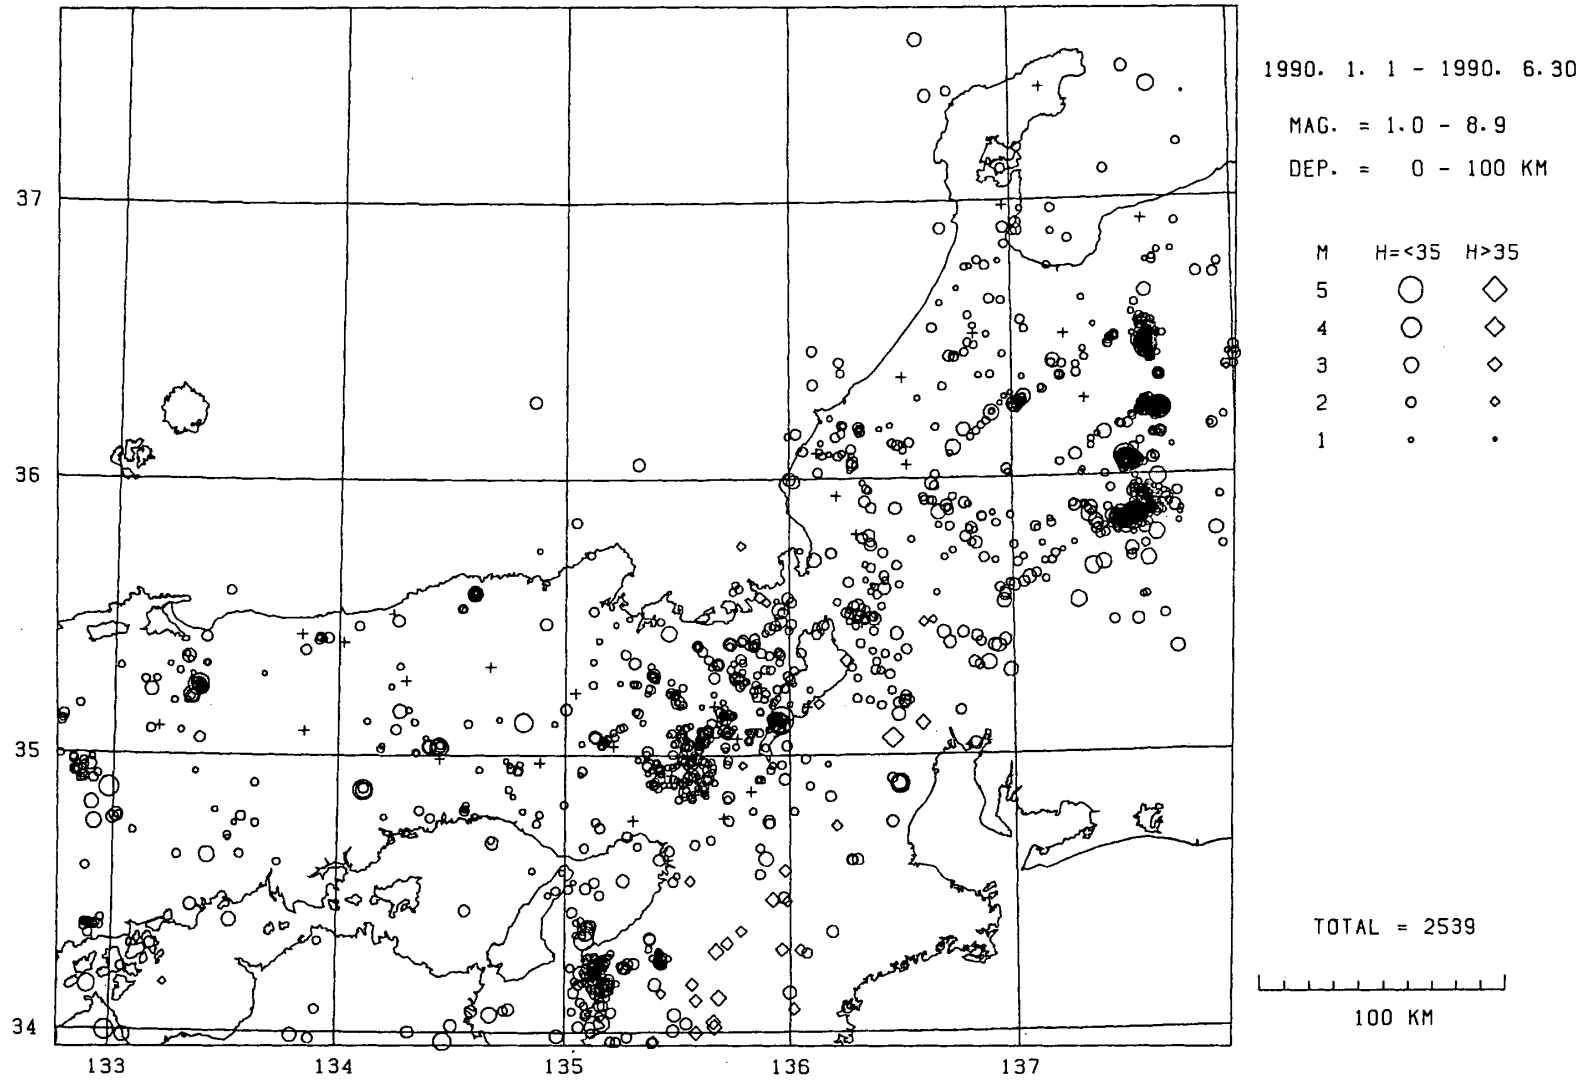 1990. 1. 1 - 1990. 6.30
MAG. = 1.0 - 8.9
DEP. = 0 - 100 KM
M H=<35 H>35
5
4
3
2
1
TOTAL = 2539
100 KM
37
36
35
34
133 134 135 136 137